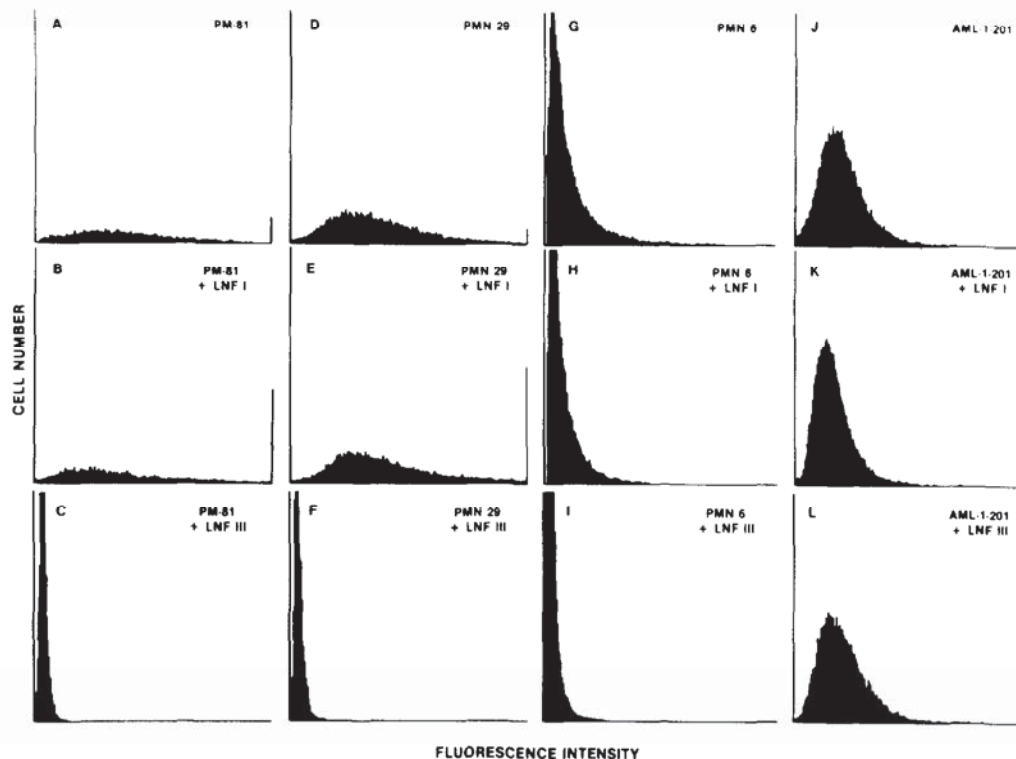 A PM-81
D PMN 29
G PMN 6
J AML-1-201
B PM-81
+ LNF I
E PMN 29
+ LNF I
H PMN 6
+ LNF I
K AML-1-201
+ LNF I
C PM-81
+ LNF III
F PMN 29
+ LNF III
I PMN 6
+ LNF III
L AML-1-201
+ LNF III
CELL NUMBER
FLUORESCENCE INTENSITY